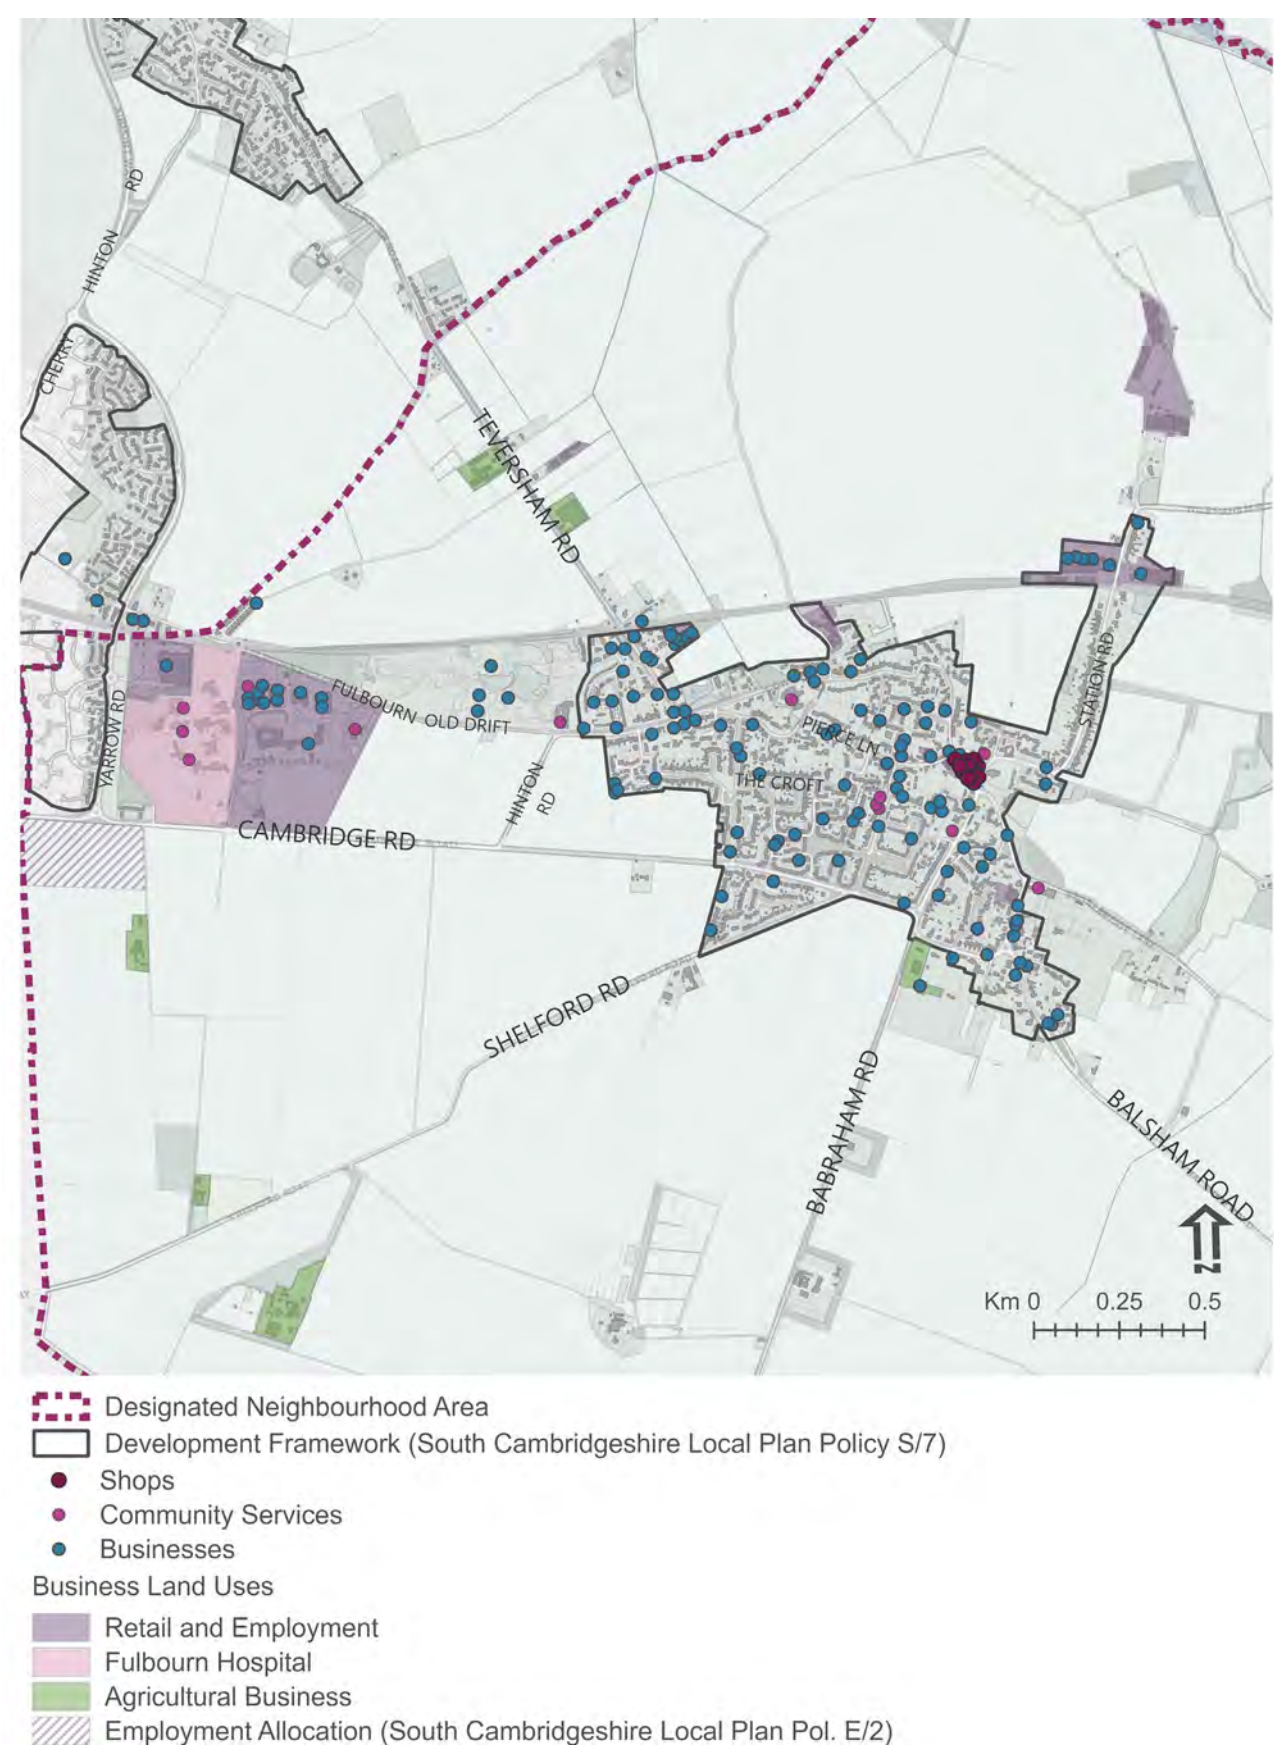 HINTON
RD
CHERRY
TEVERSHAM RD
STATION RD
FULBOURN OLD DRIFT
YARROW RD
PIERCE LN
THE CROFT
HINTON
RD
CAMBRIDGE RD
SHELFORD RD
BABRAHAM RD
BALSHAM ROAD
N
Km 0 0.25 0.5
Designated Neighbourhood Area
Development Framework (South Cambridgeshire Local Plan Policy S/7)
Shops
Community Services
Businesses
Business Land Uses
Retail and Employment
Fulbourn Hospital
Agricultural Business
Employment Allocation (South Cambridgeshire Local Plan Pol. E/2)